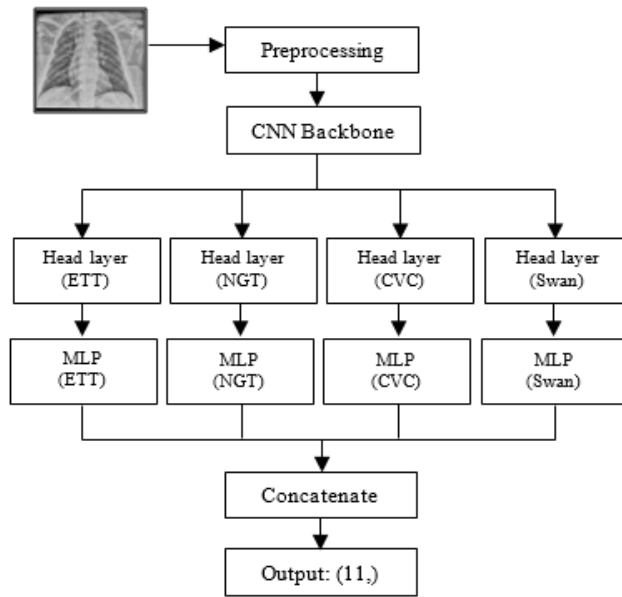 Preprocessing
CNN Backbone
Head layer
(ETT)
Head layer
(NGT)
Head layer
(CVC)
Head layer
(Swan)
MLP
(ETT)
MLP
(NGT)
MLP
(CVC)
MLP
(Swan)
Concatenate
Output: (11,)